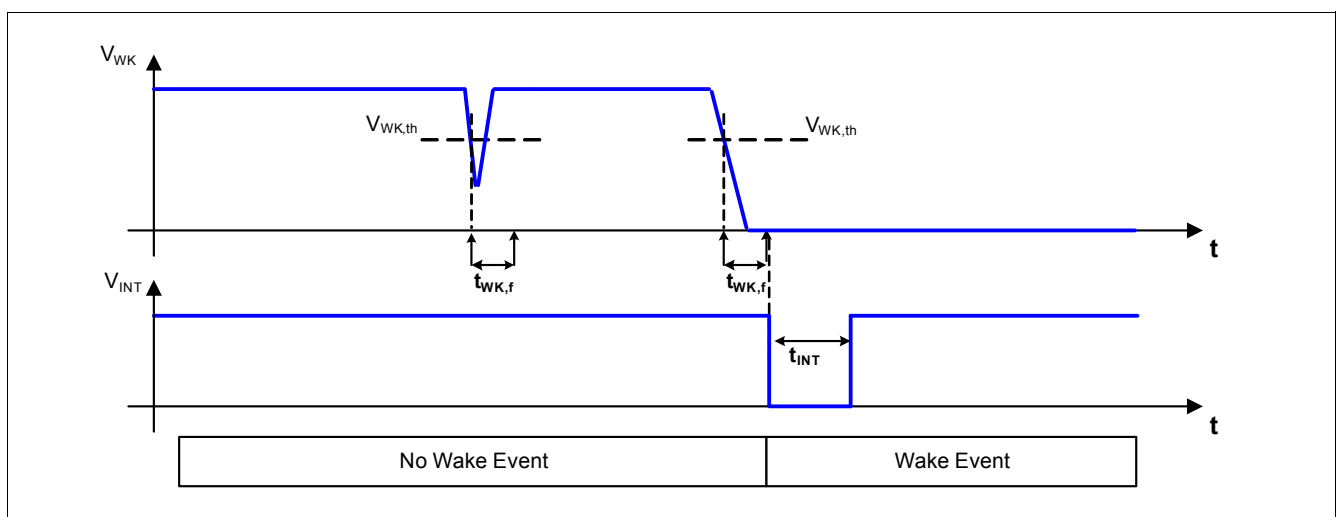 V_WK
V_WK,th
V_WK,th
t
t_WK,f
t_WK,f
V_INT
t_INT
t
No Wake Event
Wake Event